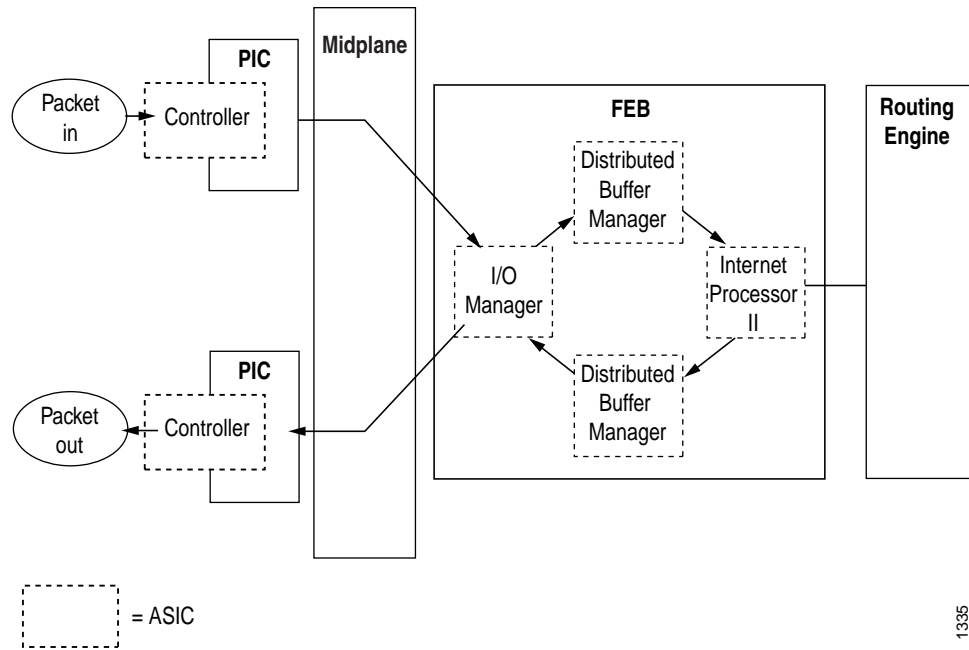 Midplane
PIC
Packet
in
Controller
FEB
Routing
Engine
Distributed
Buffer
Manager
I/O
Manager
Internet
Processor
II
PIC
Packet
out
Controller
Distributed
Buffer
Manager
= ASIC
1335